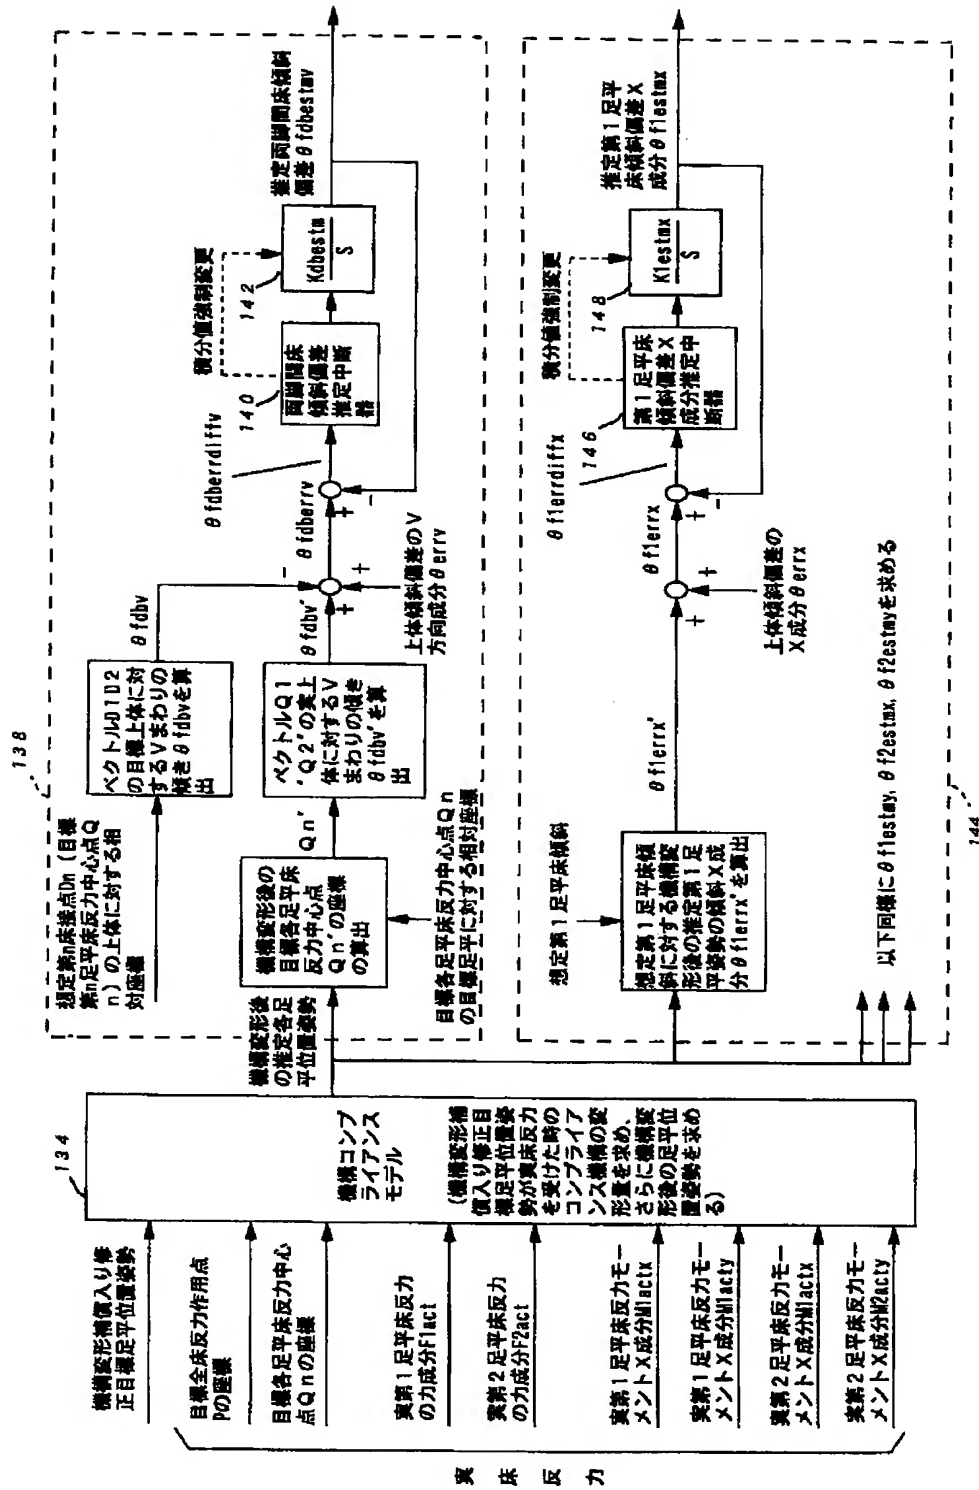 138
想定第n床接点Dn (目標
第n足平床反力中心点Q
n) の上体に対する相
対座標
ベクトルD1D2
の目標上体に対
するVまわりの
傾きθfdbvを算
出
θfdbv
機構変形後
の推定各足
平位置姿勢
機構変形後の
目標各足平床
反力中心点
Qn'の座標
の算出
Qn'
ベクトルQ1
'Q2'の実上
体に対するV
まわりの傾き
θfdbv'を算
出
θfdbv'
目標各足平床反力中心点Qn
の目標足平に対する相対座標
上体傾斜偏差のV
方向成分θerrv
θfdberrv
θfdberrdiffv
140
両脚間床
傾斜偏差
推定中断
器
積分値強制変更
142
Kdbestm
S
推定両脚間床傾斜
偏差θfdbestmv
134
機構コンプ
ライアンス
モデル
(機構変形補
償入り修正目
標足平位置姿
勢が実床反力
を受けた時の
コンプライア
ンス機構の変
形量を求め、
さらに機構変
形後の足平位
置姿勢を求め
る)
機構変形補償入り修
正目標足平位置姿勢
目標全床反力作用点
Pの座標
目標各足平床反力中心
点Qnの座標
実第1足平床反力
の力成分F1act
実第2足平床反力
の力成分F2act
実第1足平床反力モー
メントX成分M1actx
実第1足平床反力モー
メントX成分M1acty
実第2足平床反力モー
メントX成分M1actx
実第2足平床反力モー
メントX成分M2acty
実床反力
想定第1足平床傾斜
想定第1足平床傾
斜に対する機構変
形後の推定第1足
平姿勢の傾斜X成
分θf1errx'を算出
θf1errx'
上体傾斜偏差の
X成分θerrx
θf1errx
θf1errdiffx
146
第1足平床
傾斜偏差X
成分推定中
断器
積分値強制変更
148
K1estmx
S
推定第1足平
床傾斜偏差X
成分θf1estmx
以下同様にθf1estmy, θf2estmx, θf2estmyを求める
144
+
+
-
+
-
+
+
+
-